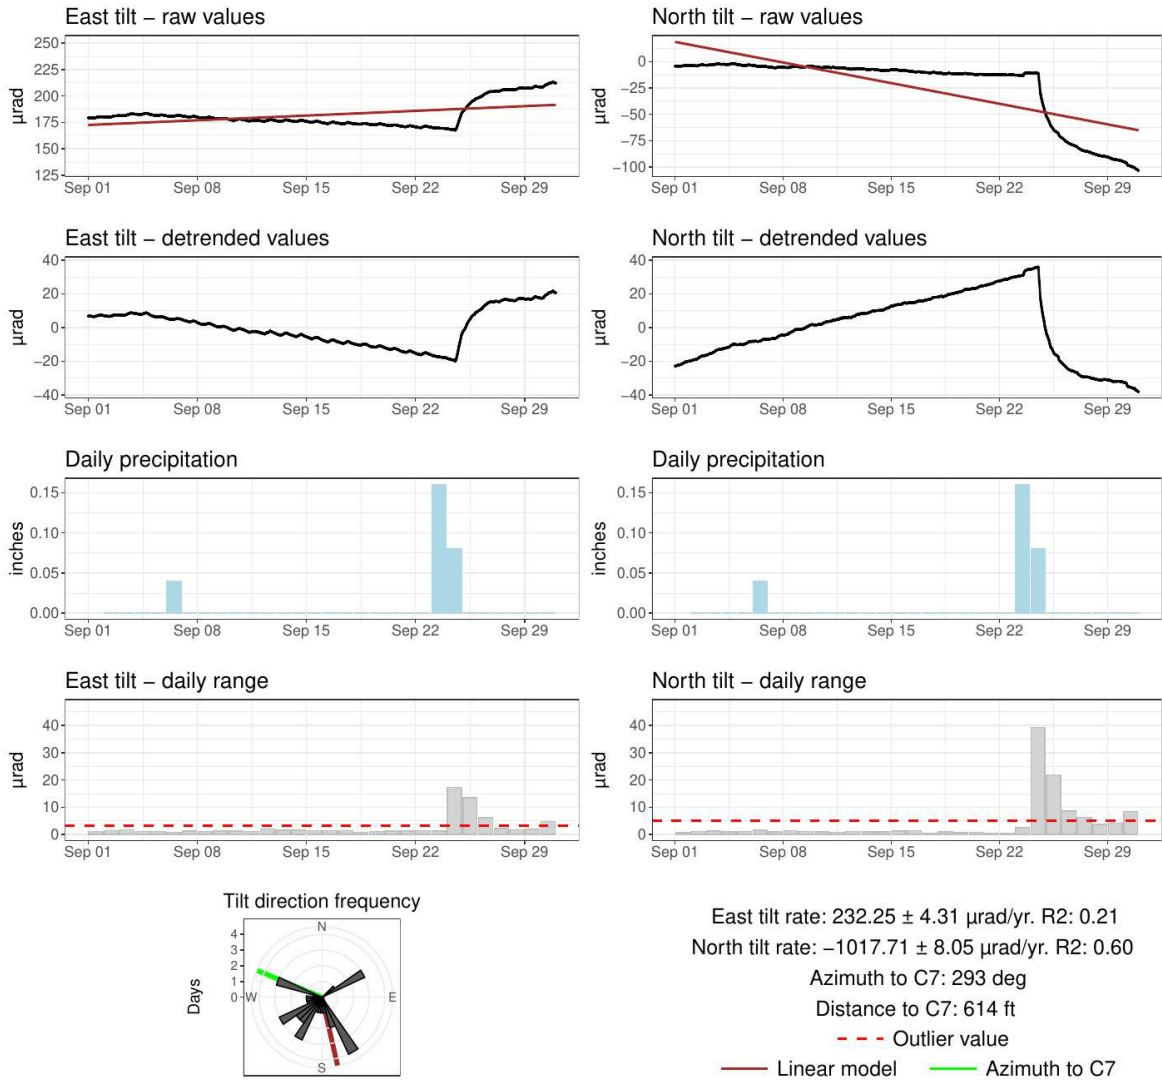 East tilt − raw values
North tilt − raw values
250
225
200
175
150
125
µrad
Sep 01 Sep 08 Sep 15 Sep 22 Sep 29
0
−25
−50
−75
−100
µrad
Sep 01 Sep 08 Sep 15 Sep 22 Sep 29
East tilt − detrended values
North tilt − detrended values
40
20
0
−20
−40
µrad
Sep 01 Sep 08 Sep 15 Sep 22 Sep 29
40
20
0
−20
−40
µrad
Sep 01 Sep 08 Sep 15 Sep 22 Sep 29
Daily precipitation
Daily precipitation
0.15
0.10
0.05
0.00
inches
Sep 01 Sep 08 Sep 15 Sep 22 Sep 29
0.15
0.10
0.05
0.00
inches
Sep 01 Sep 08 Sep 15 Sep 22 Sep 29
East tilt − daily range
North tilt − daily range
40
30
20
10
0
µrad
Sep 01 Sep 08 Sep 15 Sep 22 Sep 29
40
30
20
10
0
µrad
Sep 01 Sep 08 Sep 15 Sep 22 Sep 29
Tilt direction frequency
4
3
2
1
0
Days
N
W
E
S
East tilt rate: 232.25 ± 4.31 µrad/yr. R2: 0.21
North tilt rate: −1017.71 ± 8.05 µrad/yr. R2: 0.60
Azimuth to C7: 293 deg
Distance to C7: 614 ft
Outlier value
Linear model Azimuth to C7